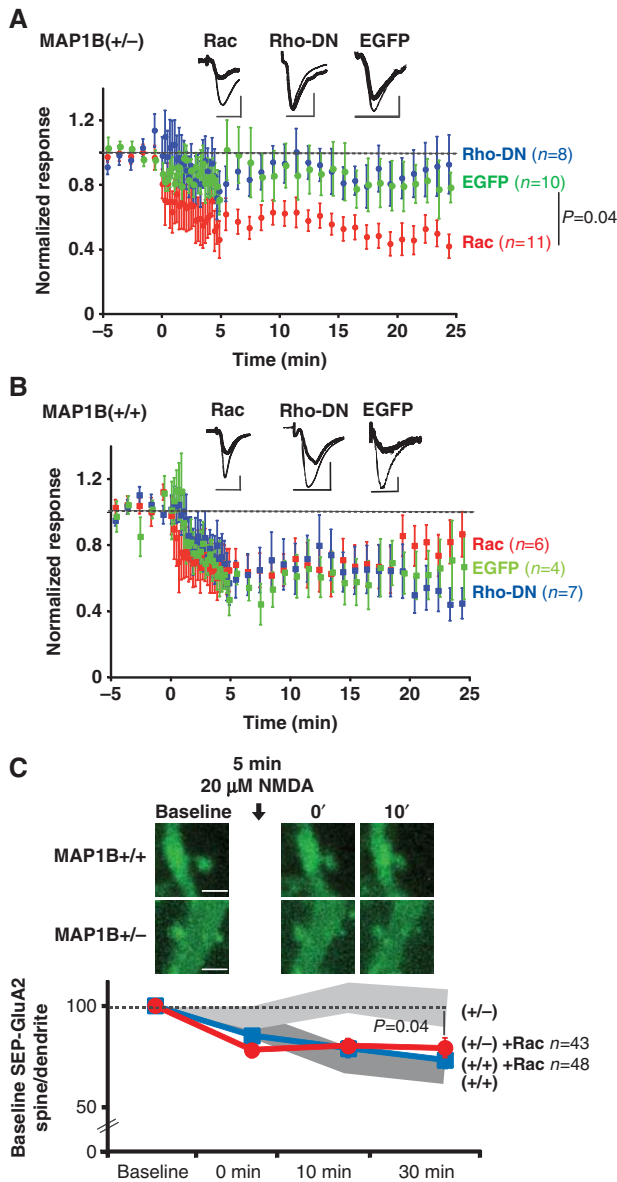 A
MAP1B(+/−)
Rac
Rho-DN
EGFP
Normalized response
1.2
0.8
0.4
0
Rho-DN (n=8)
EGFP (n=10)
P=0.04
Rac (n=11)
−5
0
5
10
15
20
25
Time (min)
B
MAP1B(+/+)
Rac
Rho-DN
EGFP
Normalized response
1.2
0.8
0.4
0
Rac (n=6)
EGFP (n=4)
Rho-DN (n=7)
−5
0
5
10
15
20
25
Time (min)
C
5 min
20 µM NMDA
Baseline
0′
10′
MAP1B+/+
MAP1B+/−
Baseline SEP-GluA2
spine/dendrite
100
50
0
P=0.04
(+/−)
(+/−) +Rac n=43
(+/+) +Rac n=48
(+/+)
Baseline
0 min
10 min
30 min